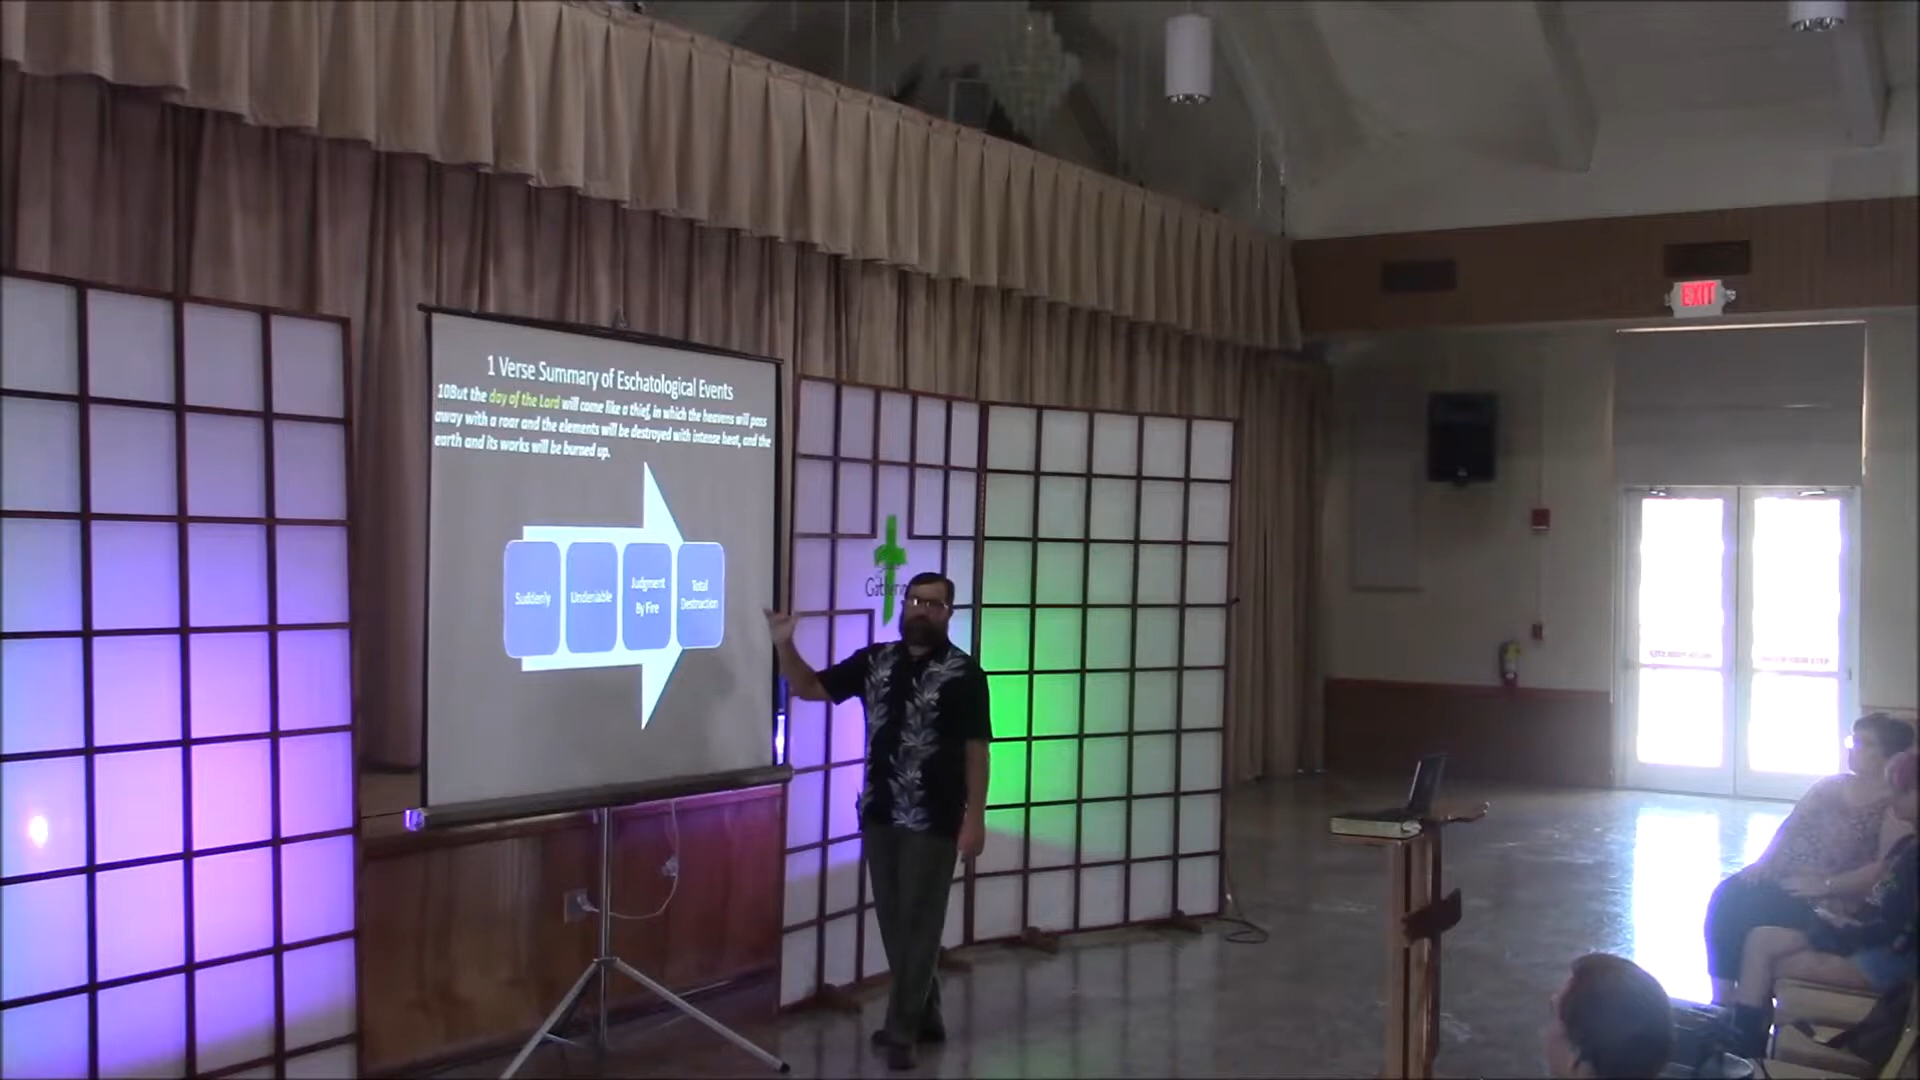 1 Verse Summary of Eschatological Events
10But the day of the Lord will come like a thief, in which the heavens will pass
away with a roar and the elements will be destroyed with intense heat, and the
earth and its works will be burned up.
Suddenly
Undeniable
Judgment
By Fire
Total
Destruction
EXIT